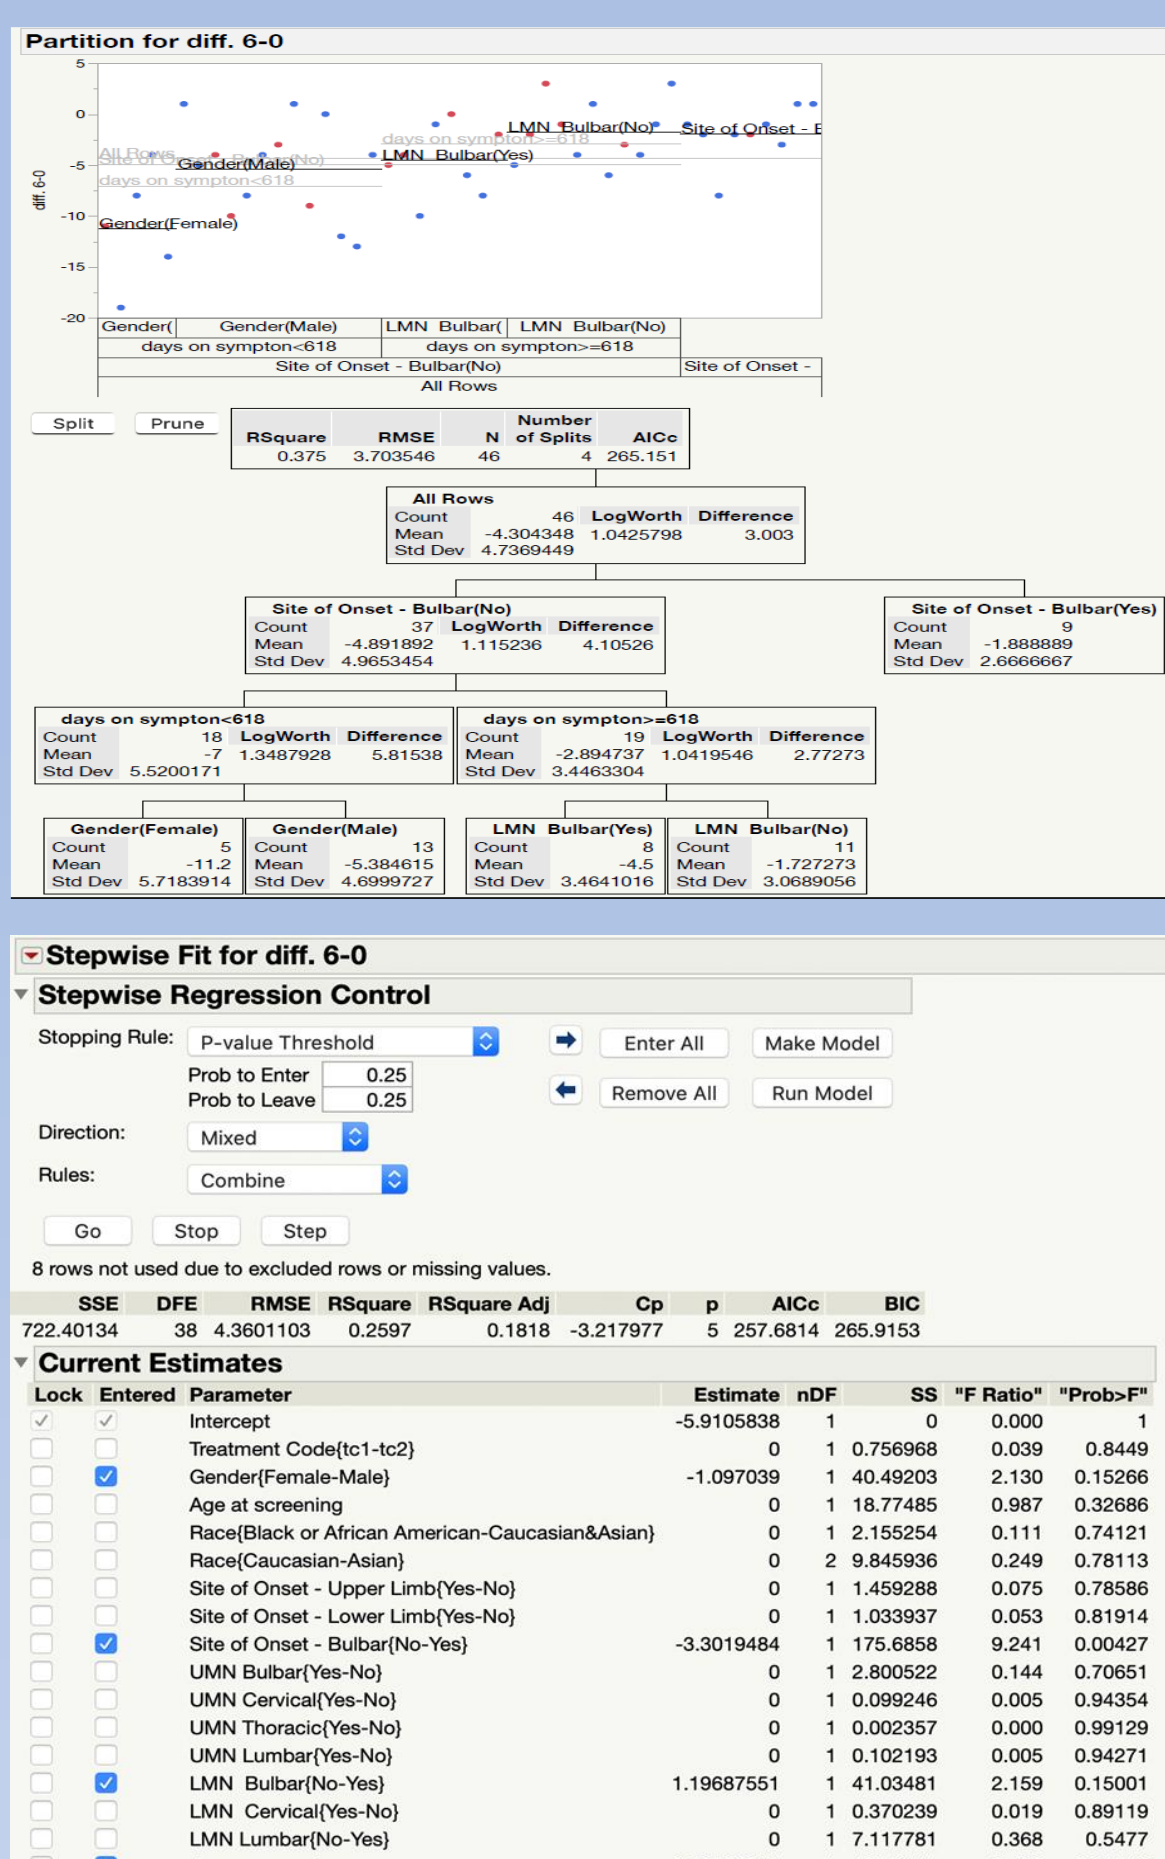 Partition for diff. 6-0
5
0
-5
-10
-15
-20
diff. 6-0
All Rows
Site of Onset - Bulbar(No)
days on sympton<618
Gender(Male)
Gender(Female)
days on sympton>=618
LMN Bulbar(Yes)
LMN Bulbar(No)
Site of Onset - E
Gender( Gender(Male) LMN Bulbar( LMN Bulbar(No)
days on sympton<618 days on sympton>=618
Site of Onset - Bulbar(No) Site of Onset -
All Rows
Split Prune
RSquare RMSE N Number of Splits AICc
0.375 3.703546 46 4 265.151
All Rows
Count 46 LogWorth Difference
Mean -4.304348 1.0425798 3.003
Std Dev 4.7369449
Site of Onset - Bulbar(No)
Count 37 LogWorth Difference
Mean -4.891892 1.115236 4.10526
Std Dev 4.9653454
Site of Onset - Bulbar(Yes)
Count 9
Mean -1.888889
Std Dev 2.6666667
days on sympton<618
Count 18 LogWorth Difference
Mean -7 1.3487928 5.81538
Std Dev 5.5200171
days on sympton>=618
Count 19 LogWorth Difference
Mean -2.894737 1.0419546 2.77273
Std Dev 3.4463304
Gender(Female)
Count 5
Mean -11.2
Std Dev 5.7183914
Gender(Male)
Count 13
Mean -5.384615
Std Dev 4.6999727
LMN Bulbar(Yes)
Count 8
Mean -4.5
Std Dev 3.4641016
LMN Bulbar(No)
Count 11
Mean -1.727273
Std Dev 3.0689056
Stepwise Fit for diff. 6-0
Stepwise Regression Control
Stopping Rule: P-value Threshold Enter All Make Model
Prob to Enter 0.25
Prob to Leave 0.25 Remove All Run Model
Direction: Mixed
Rules: Combine
Go Stop Step
8 rows not used due to excluded rows or missing values.
SSE DFE RMSE RSquare RSquare Adj Cp p AICc BIC
722.40134 38 4.3601103 0.2597 0.1818 -3.217977 5 257.6814 265.9153
Current Estimates
Lock Entered Parameter Estimate nDF SS "F Ratio" "Prob>F"
Intercept -5.9105838 1 0 0.000 1
Treatment Code{tc1-tc2} 0 1 0.756968 0.039 0.8449
Gender{Female-Male} -1.097039 1 40.49203 2.130 0.15266
Age at screening 0 1 18.77485 0.987 0.32686
Race{Black or African American-Caucasian&Asian} 0 1 2.155254 0.111 0.74121
Race{Caucasian-Asian} 0 2 9.845936 0.249 0.78113
Site of Onset - Upper Limb{Yes-No} 0 1 1.459288 0.075 0.78586
Site of Onset - Lower Limb{Yes-No} 0 1 1.033937 0.053 0.81914
Site of Onset - Bulbar{No-Yes} -3.3019484 1 175.6858 9.241 0.00427
UMN Bulbar{Yes-No} 0 1 2.800522 0.144 0.70651
UMN Cervical{Yes-No} 0 1 0.099246 0.005 0.94354
UMN Thoracic{Yes-No} 0 1 0.002357 0.000 0.99129
UMN Lumbar{Yes-No} 0 1 0.102193 0.005 0.94271
LMN Bulbar{No-Yes} 1.19687551 1 41.03481 2.159 0.15001
LMN Cervical{Yes-No} 0 1 0.370239 0.019 0.89119
LMN Lumbar{No-Yes} 0 1 7.117781 0.368 0.5477